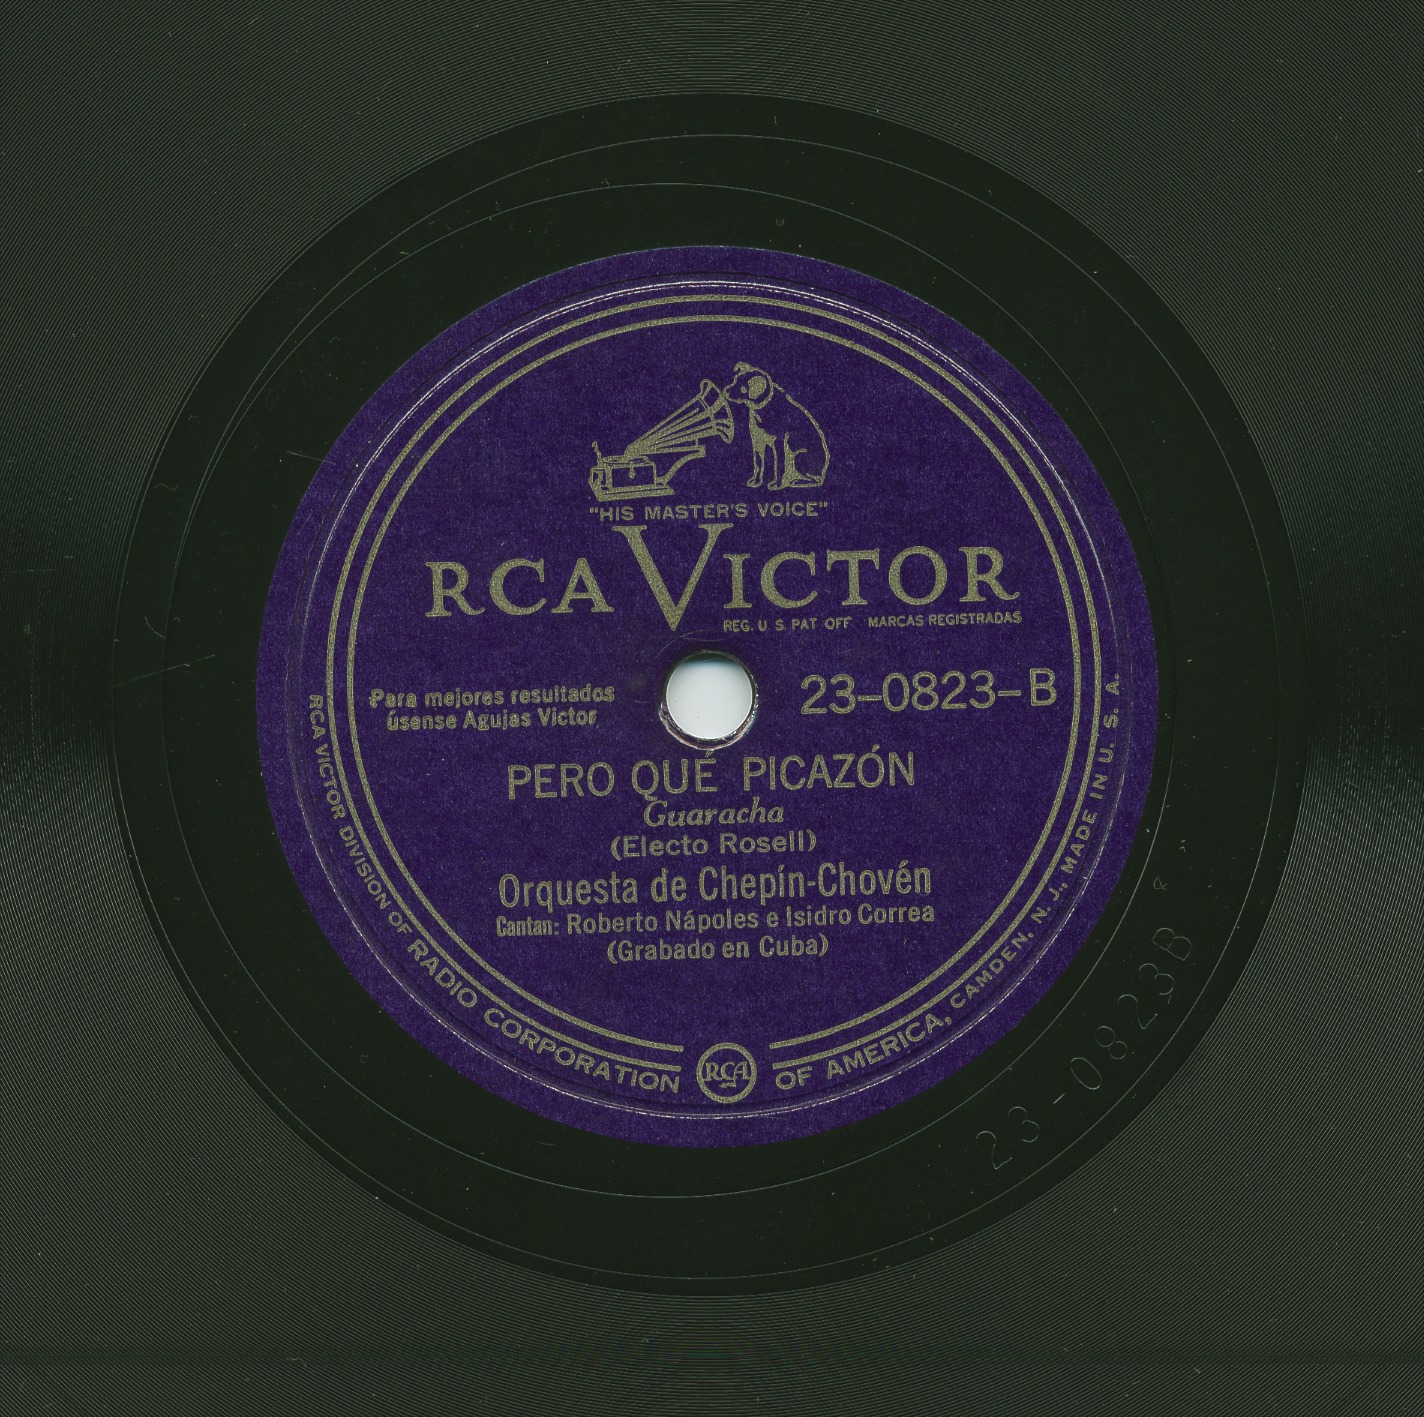 "HIS MASTER'S VOICE"
RCA VICTOR
REG. U. S. PAT. OFF. MARCAS REGISTRADAS
Para mejores resultados
úsense Agujas Victor
23-0823-B
PERO QUÉ PICAZÓN
Guaracha
(Electo Rosell)
Orquesta de Chepín-Chovén
Cantan: Roberto Nápoles e Isidro Correa
(Grabado en Cuba)
RCA VICTOR DIVISION OF RADIO CORPORATION OF AMERICA, CAMDEN, N. J., MADE IN U. S. A.
RCA
23-0823B